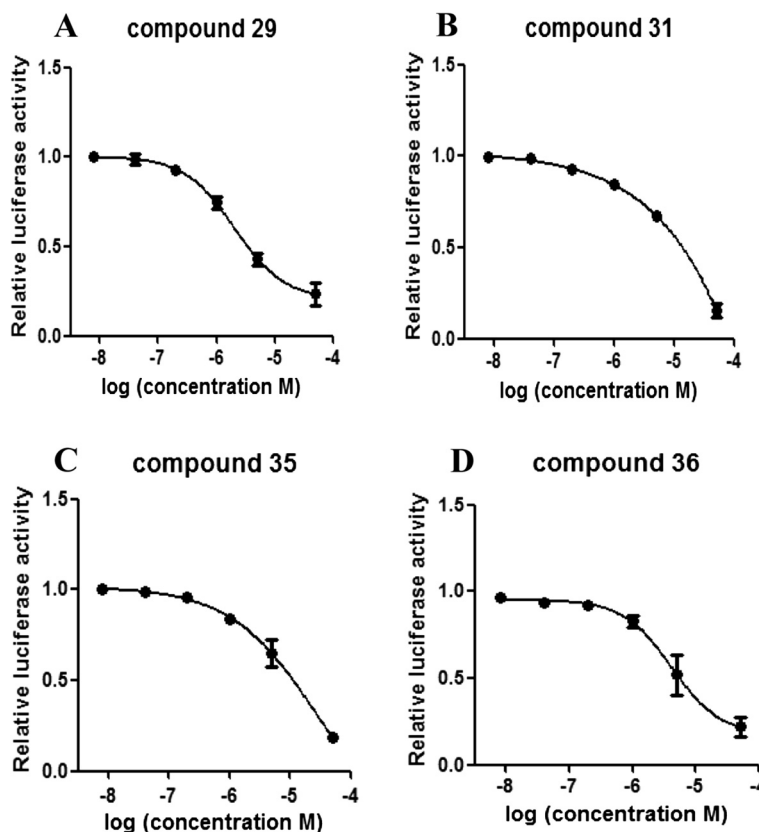 A compound 29
Relative luciferase activity
1.5
1.0
0.5
0.0
-8 -7 -6 -5 -4
log (concentration M)
B compound 31
Relative luciferase activity
1.5
1.0
0.5
0.0
-8 -7 -6 -5 -4
log (concentration M)
C compound 35
Relative luciferase activity
1.5
1.0
0.5
0.0
-8 -7 -6 -5 -4
log (concentration M)
D compound 36
Relative luciferase activity
1.5
1.0
0.5
0.0
-8 -7 -6 -5 -4
log (concentration M)